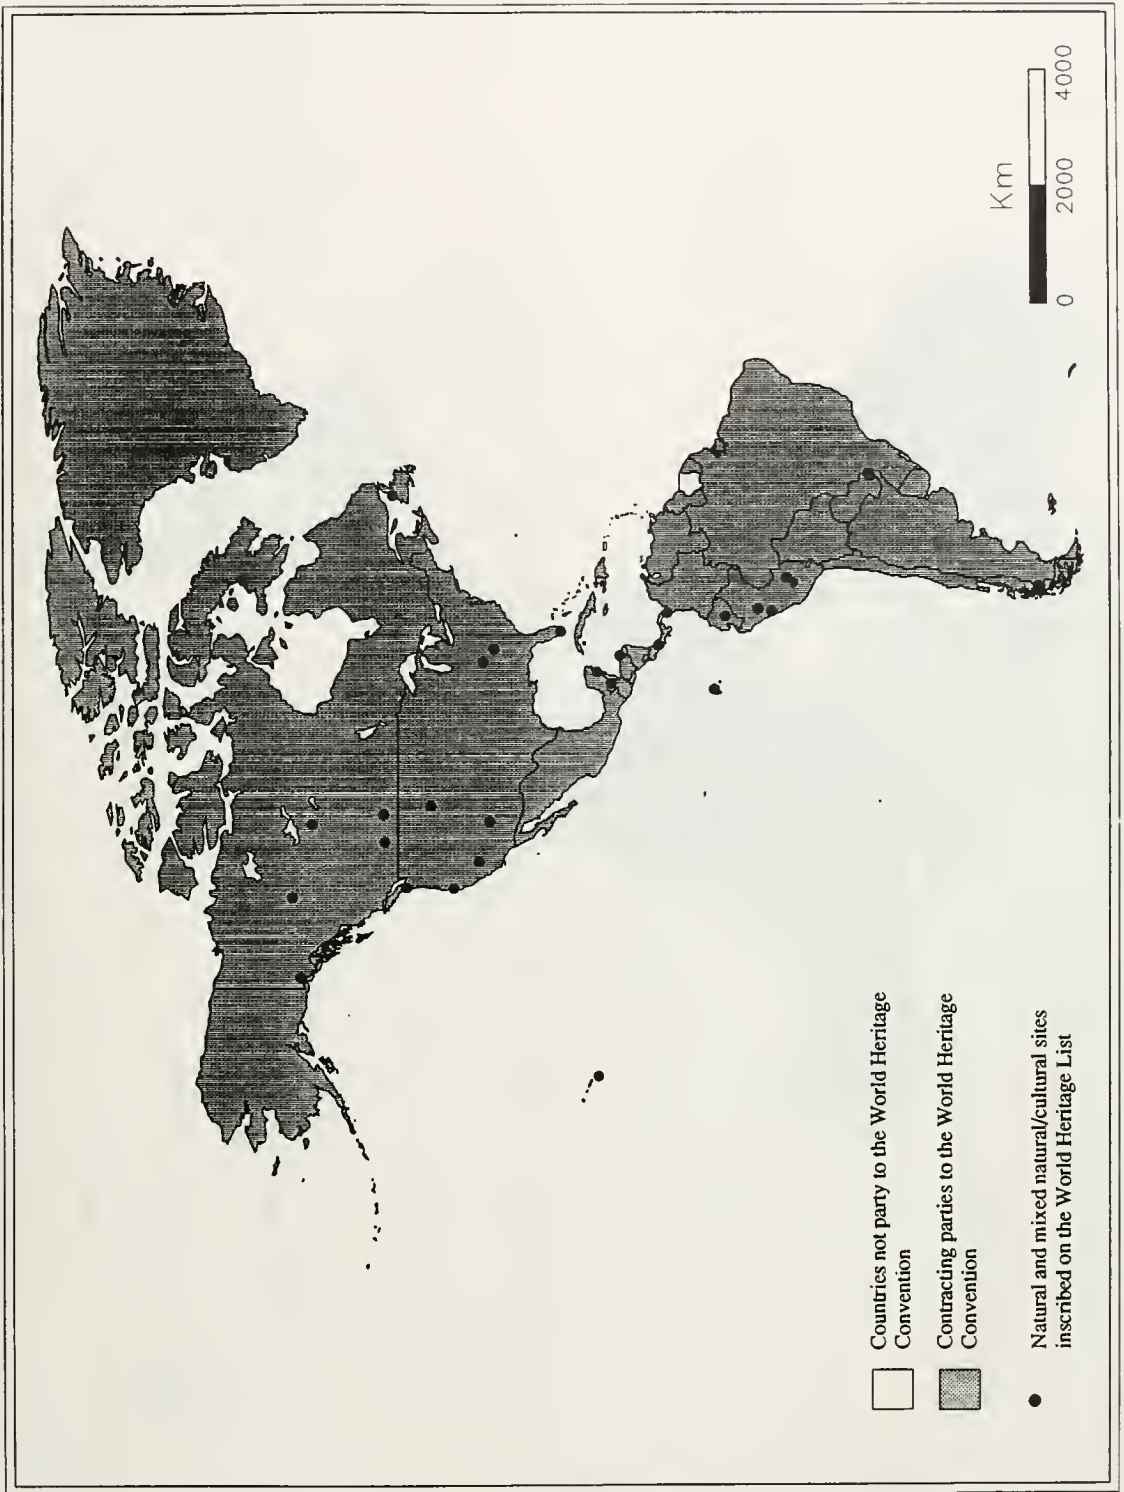 Km
0 2000 4000
Countries not party to the World Heritage
Convention
Contracting parties to the World Heritage
Convention
Natural and mixed natural/cultural sites
inscribed on the World Heritage List